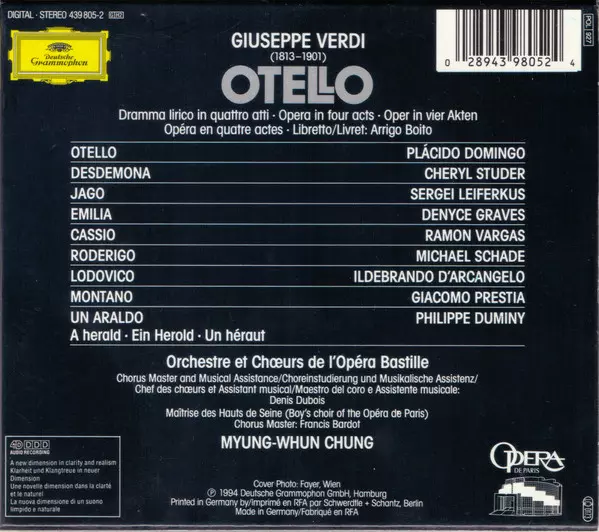 DIGITAL · STEREO 439 805-2 GH2
POL 927
Deutsche
Grammophon
0 28943 98052 4
GIUSEPPE VERDI
(1813–1901)
OTELLO
Dramma lirico in quattro atti · Opera in four acts · Oper in vier Akten
Opéra en quatre actes · Libretto/Livret: Arrigo Boito
OTELLO PLÁCIDO DOMINGO
DESDEMONA CHERYL STUDER
JAGO SERGEI LEIFERKUS
EMILIA DENYCE GRAVES
CASSIO RAMON VARGAS
RODERIGO MICHAEL SCHADE
LODOVICO ILDEBRANDO D'ARCANGELO
MONTANO GIACOMO PRESTIA
UN ARALDO PHILIPPE DUMINY
A herald · Ein Herold · Un héraut
Orchestre et Chœurs de l'Opéra Bastille
Chorus Master and Musical Assistance/Choreinstudierung und Musikalische Assistenz/
Chef des chœurs et Assistant musical/Maestro del coro e Assistente musicale:
Denis Dubois
Maîtrise des Hauts de Seine (Boy's choir of the Opéra de Paris)
Chorus Master: Francis Bardot
MYUNG-WHUN CHUNG
4D DDD
AUDIO RECORDING
A new dimension in clarity and realism
Klarheit und Klangtreue in neuer
Dimension
Une nouvelle dimension dans la clarté
et le naturel
La nuova dimensione di un suono
limpido e naturale
Cover Photo: Fayer, Wien
Ⓟ 1994 Deutsche Grammophon GmbH, Hamburg
Printed in Germany by/Imprimé en RFA par Schwerdtle + Schantz, Berlin
Made in Germany/Fabriqué en RFA
OPERA
DE PARIS